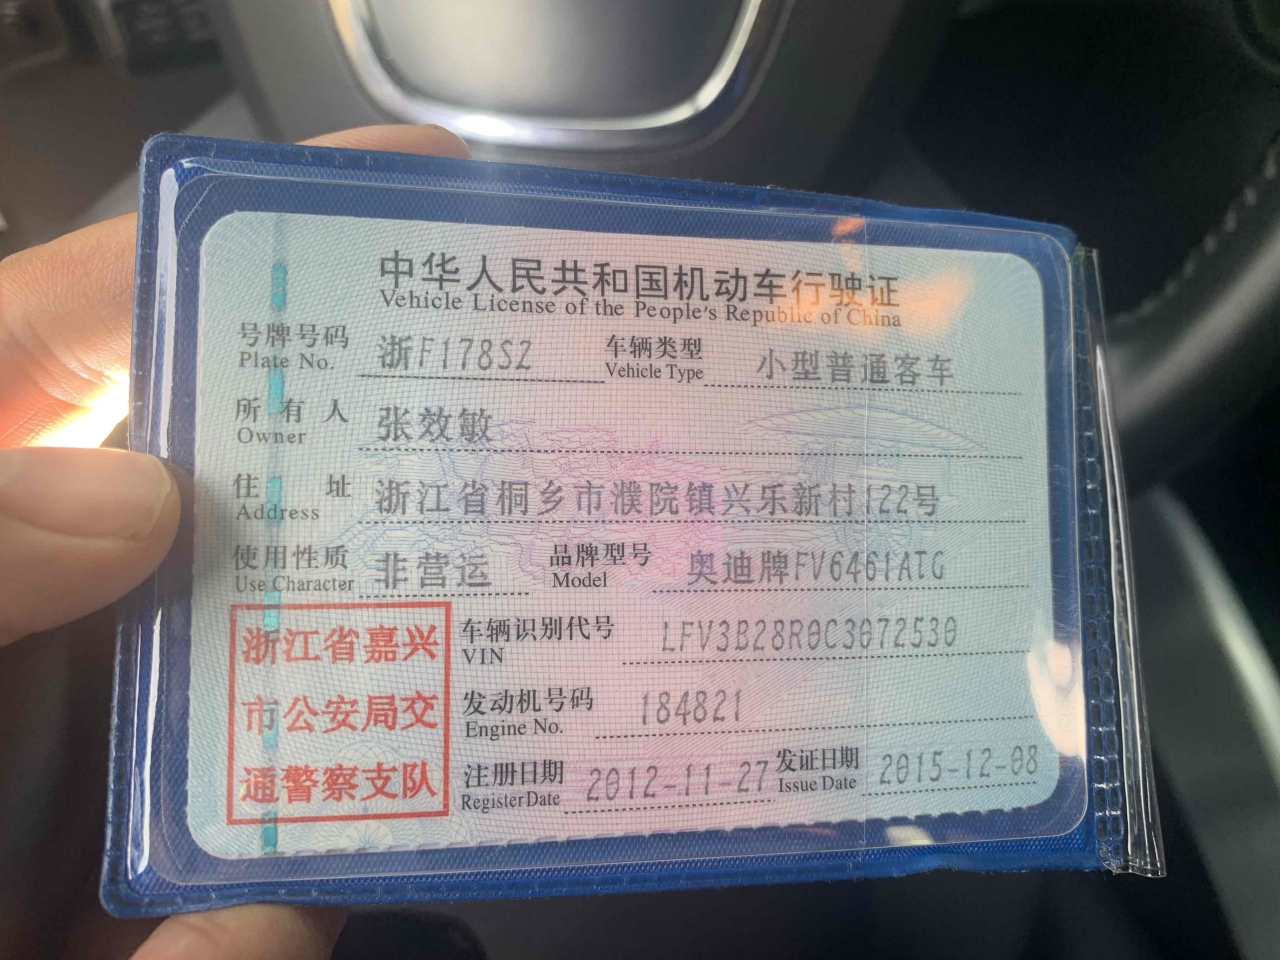 中华人民共和国机动车行驶证
Vehicle License of the People's Republic of China
号牌号码 浙F178S2 车辆类型 小型普通客车
Plate No. Vehicle Type
所有人 张效敏
Owner
住址 浙江省桐乡市濮院镇兴乐新村122号
Address
使用性质 非营运 品牌型号 奥迪牌FV6461ATG
Use Character Model
浙江省嘉兴
市公安局交
通警察支队
车辆识别代号 LFV3B28R0C3072530
VIN
发动机号码 184821
Engine No.
注册日期 2012-11-27 发证日期 2015-12-08
Register Date Issue Date